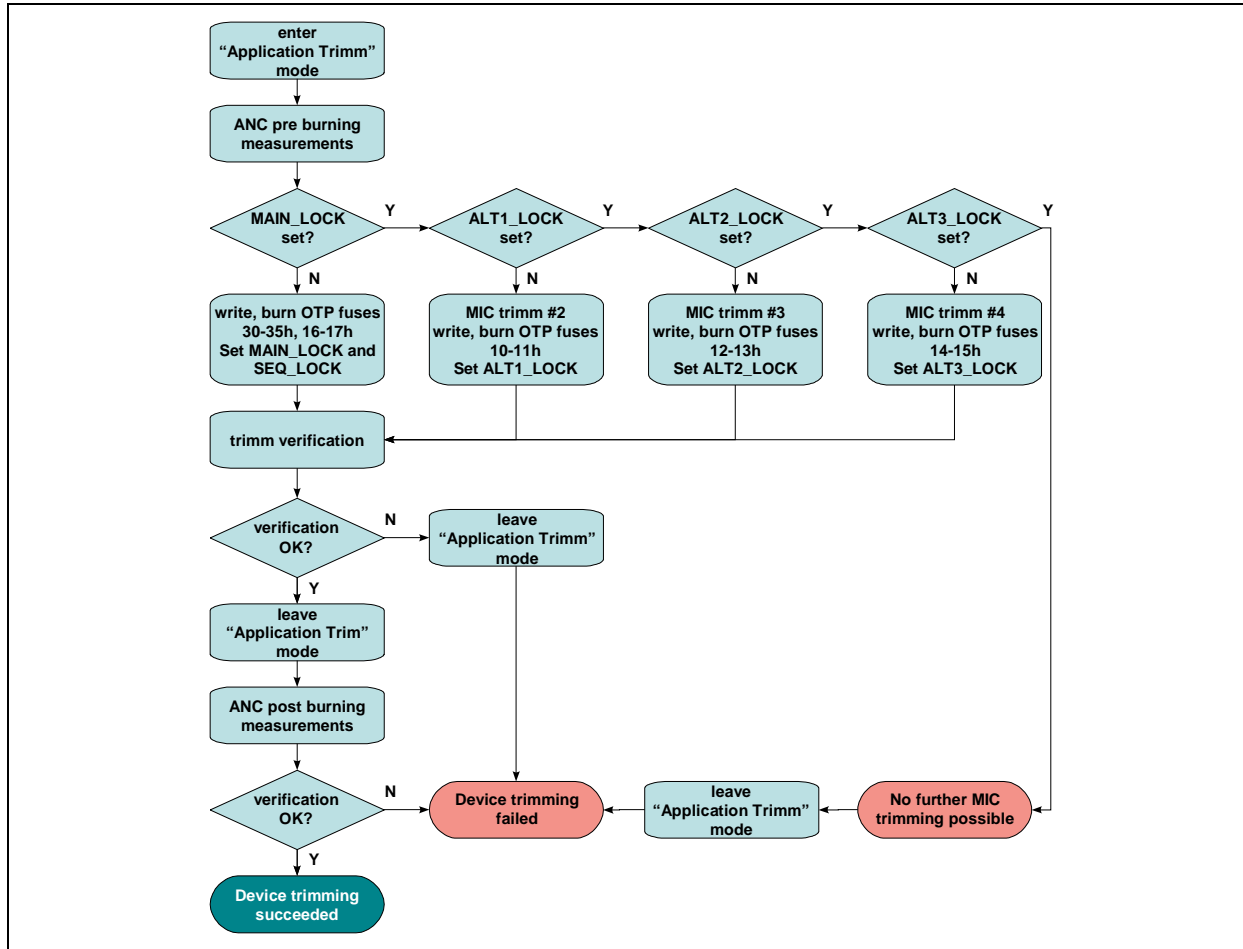 enter
“Application Trimm”
mode
ANC pre burning
measurements
MAIN_LOCK
set?
Y
ALT1_LOCK
set?
Y
ALT2_LOCK
set?
Y
ALT3_LOCK
set?
Y
N
N
N
N
write, burn OTP fuses
30-35h, 16-17h
Set MAIN_LOCK and
SEQ_LOCK
MIC trimm #2
write, burn OTP fuses
10-11h
Set ALT1_LOCK
MIC trimm #3
write, burn OTP fuses
12-13h
Set ALT2_LOCK
MIC trimm #4
write, burn OTP fuses
14-15h
Set ALT3_LOCK
trimm verification
verification
OK?
N
leave
“Application Trimm”
mode
Y
leave
“Application Trim”
mode
ANC post burning
measurements
verification
OK?
N
Device trimming
failed
leave
“Application Trimm”
mode
No further MIC
trimming possible
Y
Device trimming
succeeded